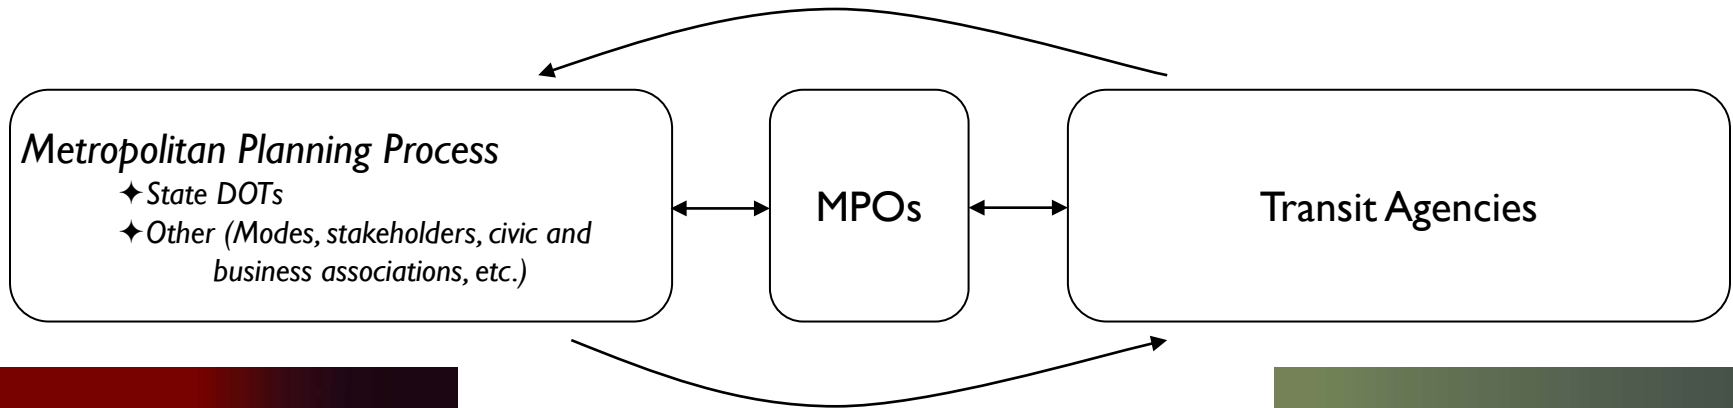 Metropolitan Planning Process
✦State DOTs
✦Other (Modes, stakeholders, civic and
business associations, etc.)
MPOs
Transit Agencies